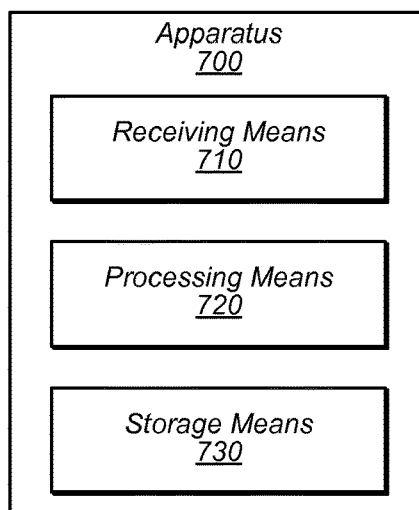 Apparatus
700
Receiving Means
710
Processing Means
720
Storage Means
730